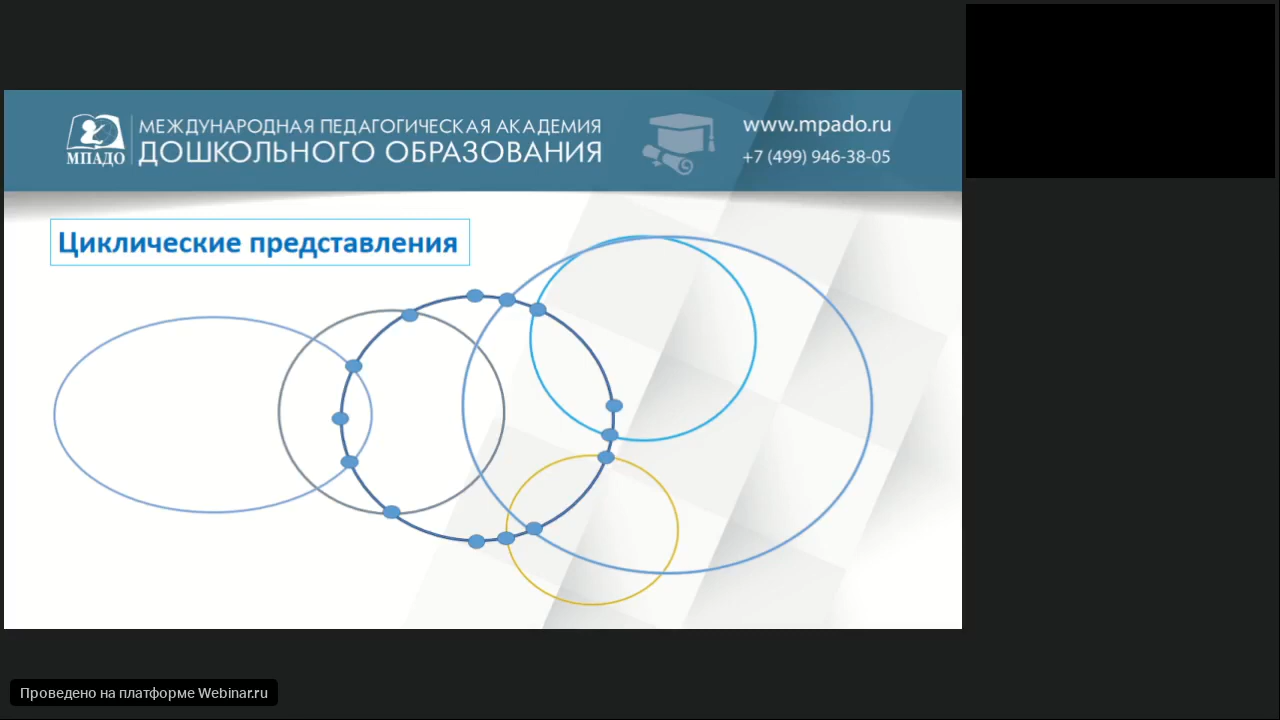 МПАДО
МЕЖДУНАРОДНАЯ ПЕДАГОГИЧЕСКАЯ АКАДЕМИЯ
ДОШКОЛЬНОГО ОБРАЗОВАНИЯ
www.mpado.ru
+7 (499) 946-38-05
Циклические представления
Проведено на платформе Webinar.ru